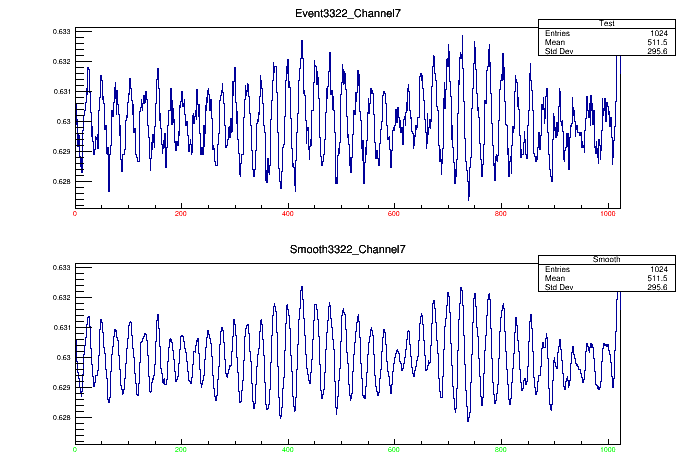 Event3322_Channel7
Test
Entries 1024
Mean 511.5
Std Dev 295.6
0.633
0.632
0.631
0.63
0.629
0.628
0 200 400 600 800 1000
Smooth3322_Channel7
Smooth
Entries 1024
Mean 511.5
Std Dev 295.6
0.633
0.632
0.631
0.63
0.629
0.628
0 200 400 600 800 1000